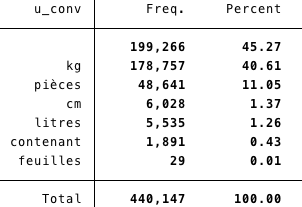 u_conv Freq. Percent
199,266 45.27
kg 178,757 40.61
pièces 48,641 11.05
cm 6,028 1.37
litres 5,535 1.26
contenant 1,891 0.43
feuilles 29 0.01
Total 440,147 100.00